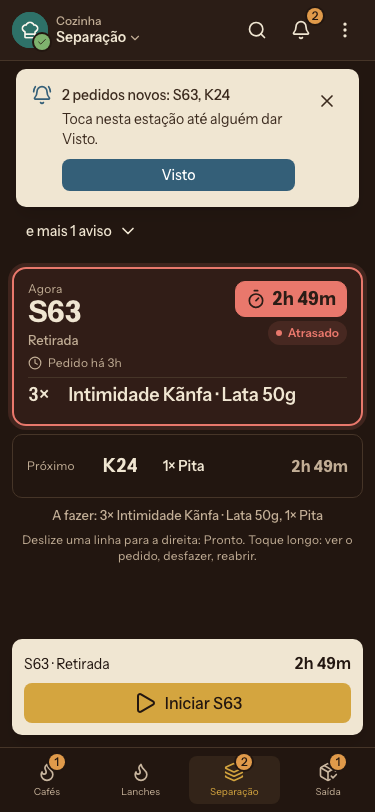 Cozinha
Separação
2
2 pedidos novos: S63, K24
Toca nesta estação até alguém dar
Visto.
Visto
e mais 1 aviso
Agora
S63
2h 49m
Retirada
Atrasado
Pedido há 3h
3× Intimidade Kãnfa · Lata 50g
Próximo K24 1× Pita 2h 49m
A fazer: 3× Intimidade Kãnfa · Lata 50g, 1× Pita
Deslize uma linha para a direita: Pronto. Toque longo: ver o
pedido, desfazer, reabrir.
S63 · Retirada 2h 49m
Iniciar S63
1 2 1
Cafés Lanches Separação Saída